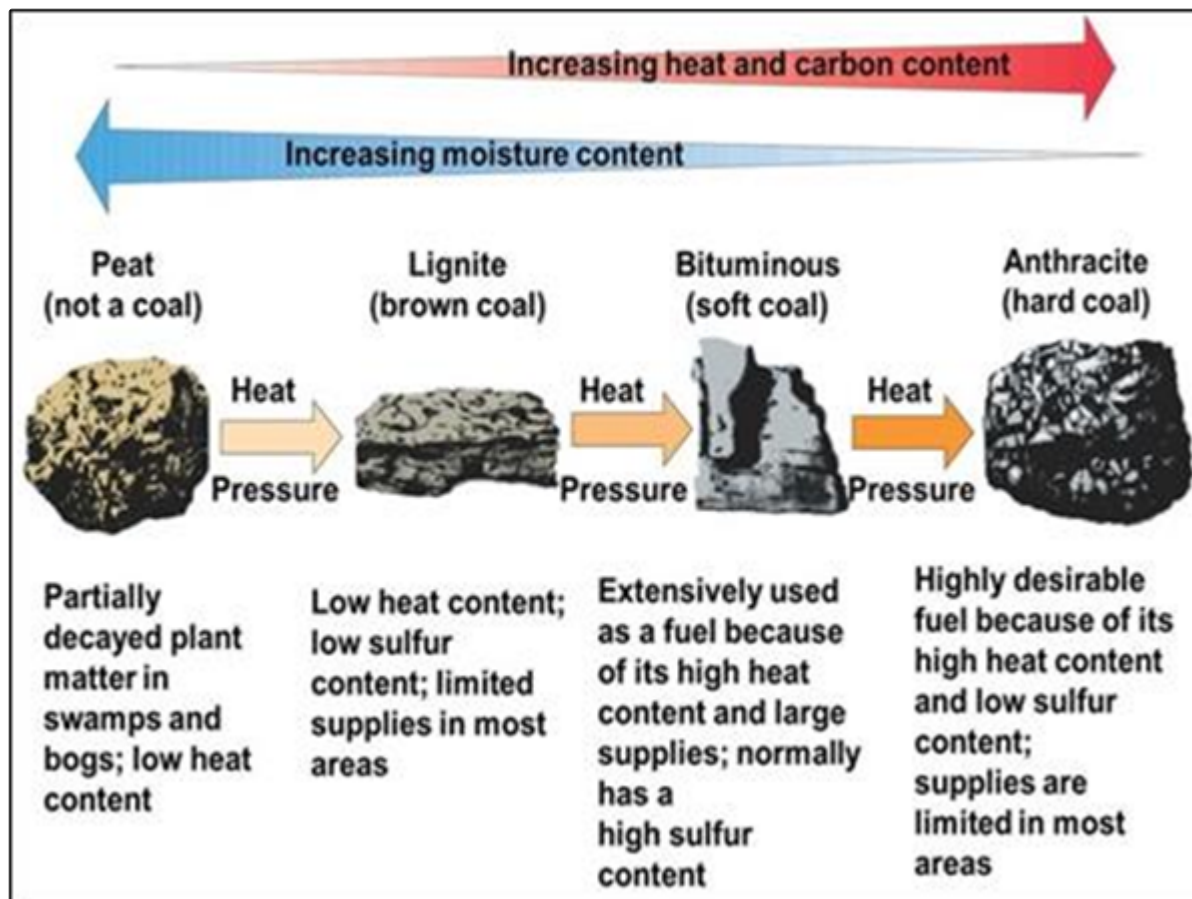 Increasing heat and carbon content
Increasing moisture content
Peat
(not a coal)
Lignite
(brown coal)
Bituminous
(soft coal)
Anthracite
(hard coal)
Heat
Pressure
Heat
Pressure
Heat
Pressure
Partially
decayed plant
matter in
swamps and
bogs; low heat
content
Low heat content;
low sulfur
content; limited
supplies in most
areas
Extensively used
as a fuel because
of its high heat
content and large
supplies; normally
has a
high sulfur
content
Highly desirable
fuel because of its
high heat content
and low sulfur
content;
supplies are
limited in most
areas